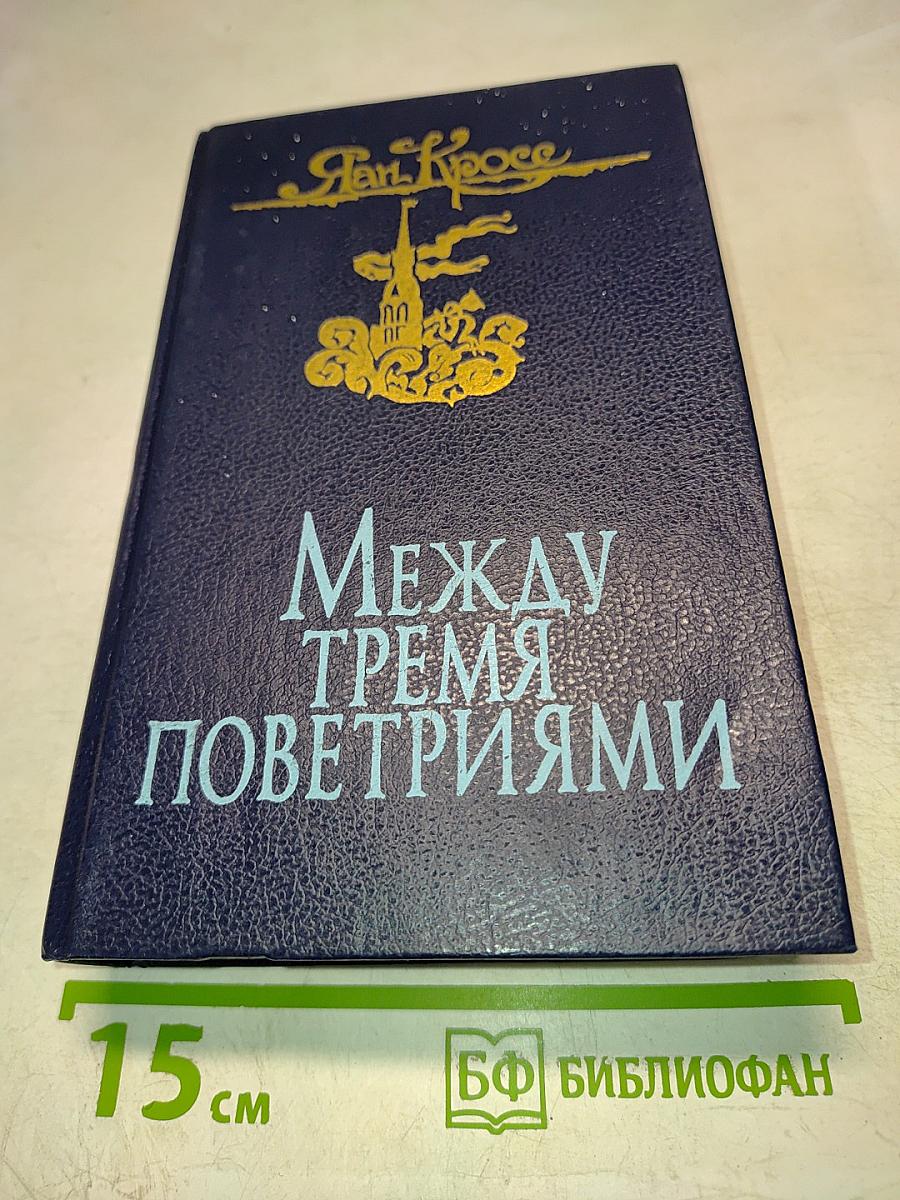 Яан Кросс
Между
тремя
поветриями
15 см
БФ БИБЛИОФАН